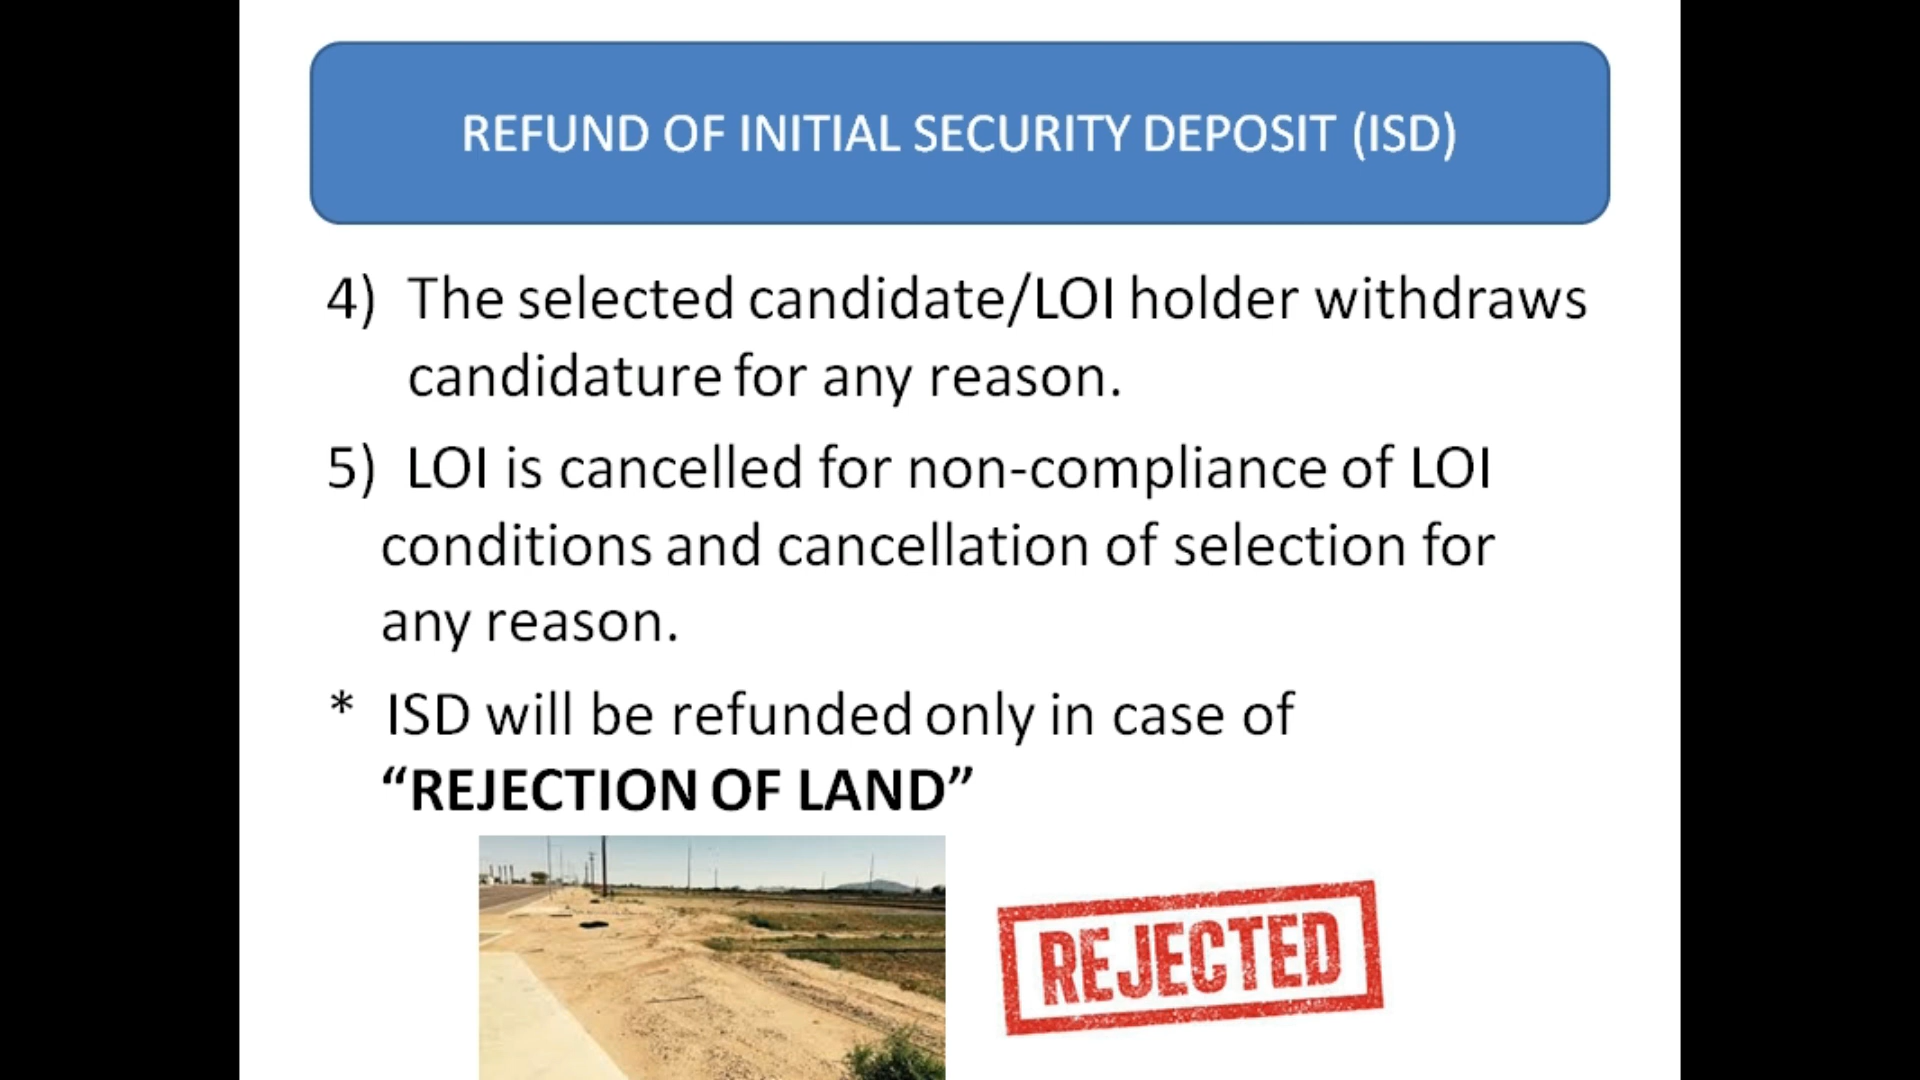 REFUND OF INITIAL SECURITY DEPOSIT (ISD)
4) The selected candidate/LOI holder withdraws
candidature for any reason.
5) LOI is cancelled for non-compliance of LOI
conditions and cancellation of selection for
any reason.
* ISD will be refunded only in case of
“REJECTION OF LAND”
REJECTED